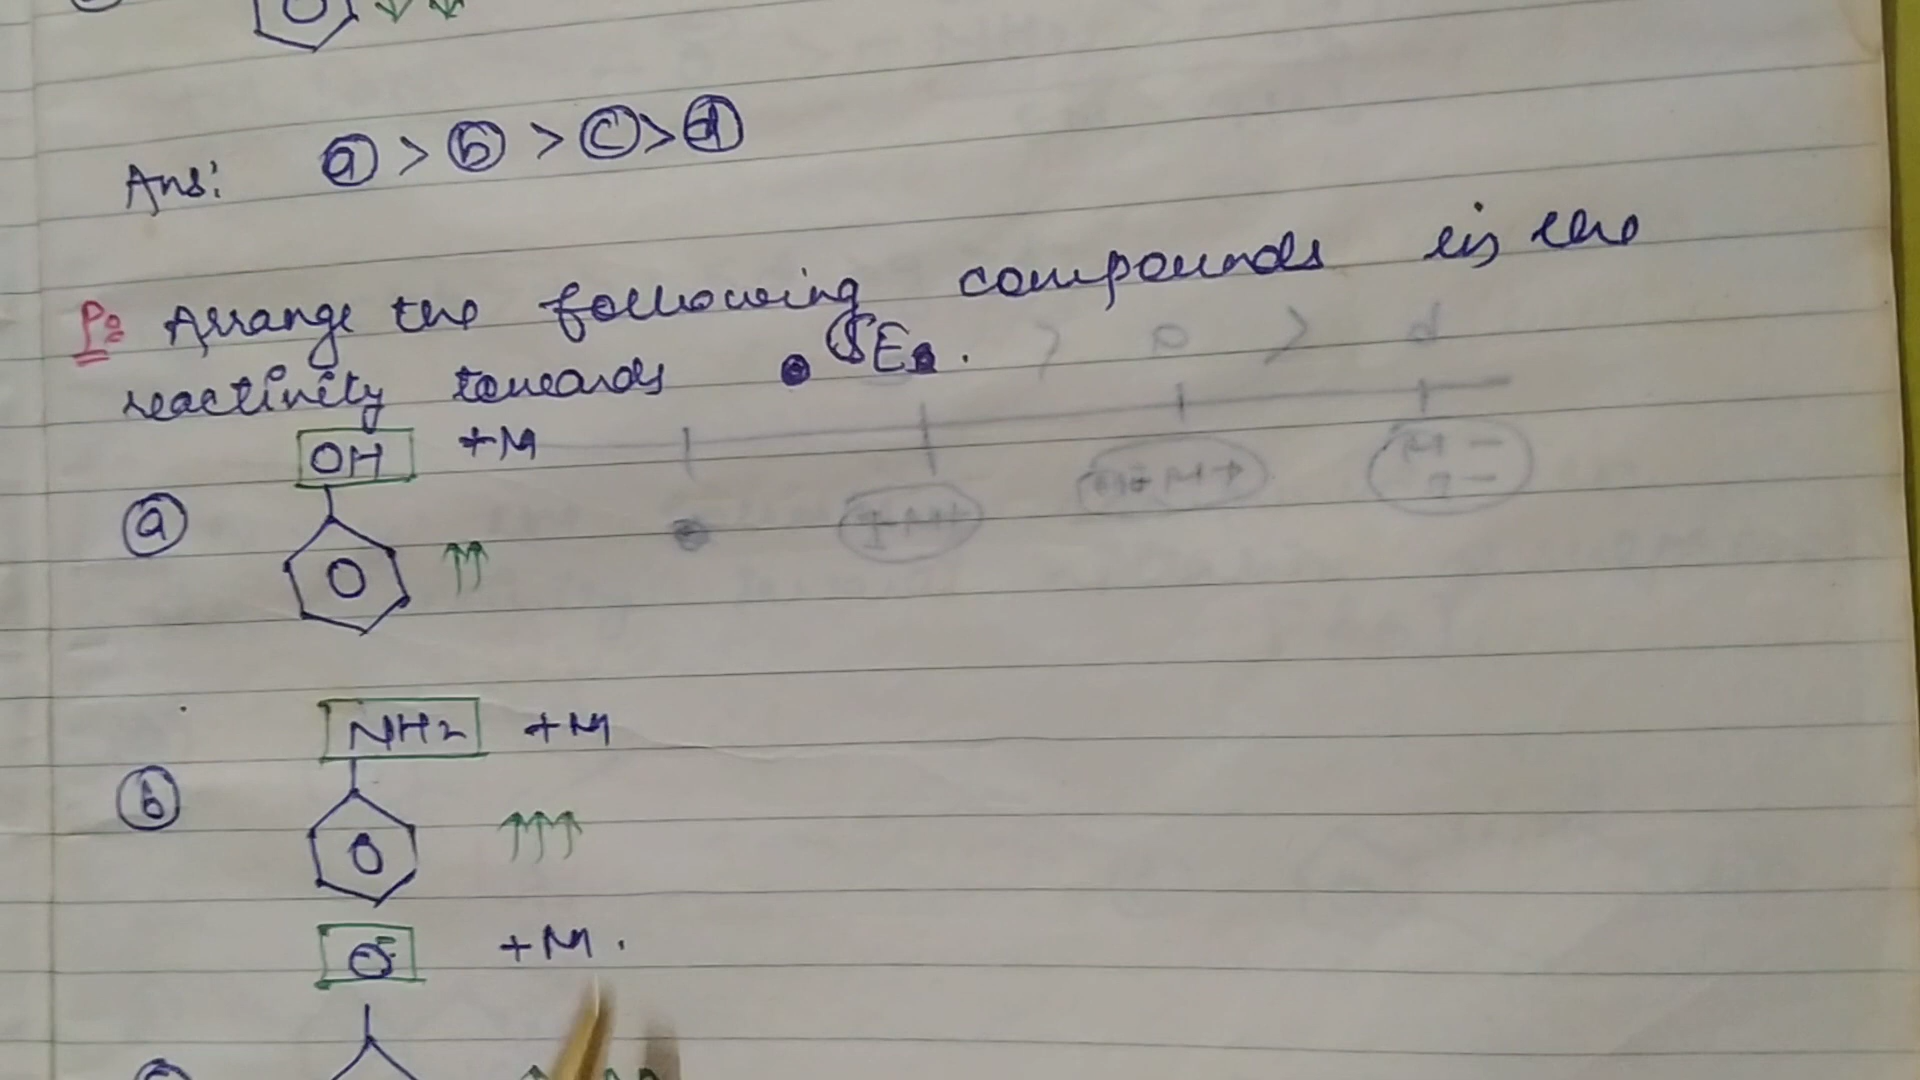 Ans: a > b > c > d
P: Arrange the following compounds in the
reactivity towards SE.
OH +M
a
NH2 +M
b
O- +M.